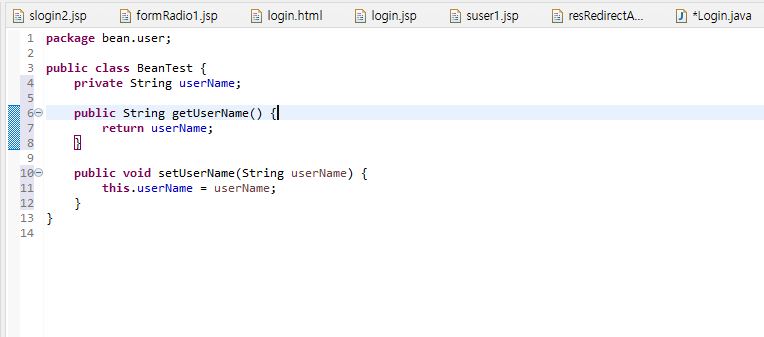 slogin2.jsp formRadio1.jsp login.html login.jsp suser1.jsp resRedirectA... *Login.java
1 package bean.user;
2
3 public class BeanTest {
4     private String userName;
5
6     public String getUserName() {
7         return userName;
8     }
9
10     public void setUserName(String userName) {
11         this.userName = userName;
12     }
13 }
14